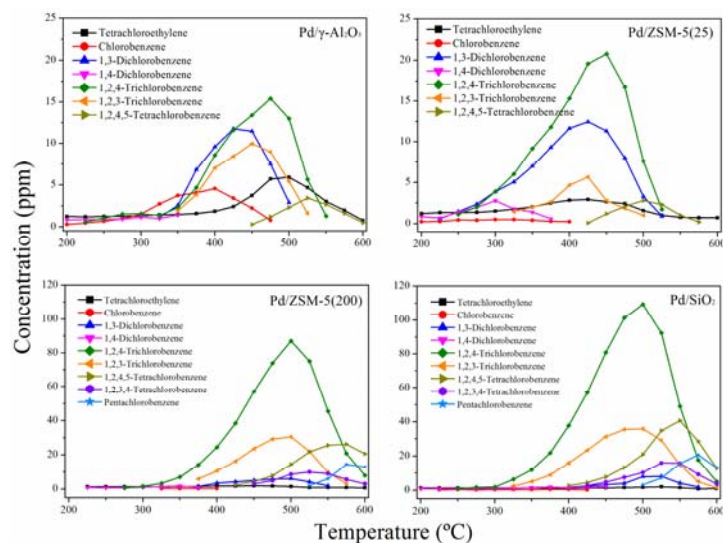 Pd/γ-Al₂O₃
Tetrachloroethylene
Chlorobenzene
1,3-Dichlorobenzene
1,4-Dichlorobenzene
1,2,4-Trichlorobenzene
1,2,3-Trichlorobenzene
1,2,4,5-Tetrachlorobenzene
25
20
15
10
5
0
200 300 400 500 600
Pd/ZSM-5(25)
Tetrachloroethylene
Chlorobenzene
1,3-Dichlorobenzene
1,4-Dichlorobenzene
1,2,4-Trichlorobenzene
1,2,3-Trichlorobenzene
1,2,4,5-Tetrachlorobenzene
25
20
15
10
5
0
200 300 400 500 600
Concentration (ppm)
Pd/ZSM-5(200)
Tetrachloroethylene
Chlorobenzene
1,3-Dichlorobenzene
1,4-Dichlorobenzene
1,2,4-Trichlorobenzene
1,2,3-Trichlorobenzene
1,2,4,5-Tetrachlorobenzene
1,2,3,4-Tetrachlorobenzene
Pentachlorobenzene
120
100
80
60
40
20
0
200 300 400 500 600
Pd/SiO₂
Tetrachloroethylene
Chlorobenzene
1,3-Dichlorobenzene
1,4-Dichlorobenzene
1,2,4-Trichlorobenzene
1,2,3-Trichlorobenzene
1,2,4,5-Tetrachlorobenzene
1,2,3,4-Tetrachlorobenzene
Pentachlorobenzene
120
100
80
60
40
20
0
200 300 400 500 600
Temperature (ºC)